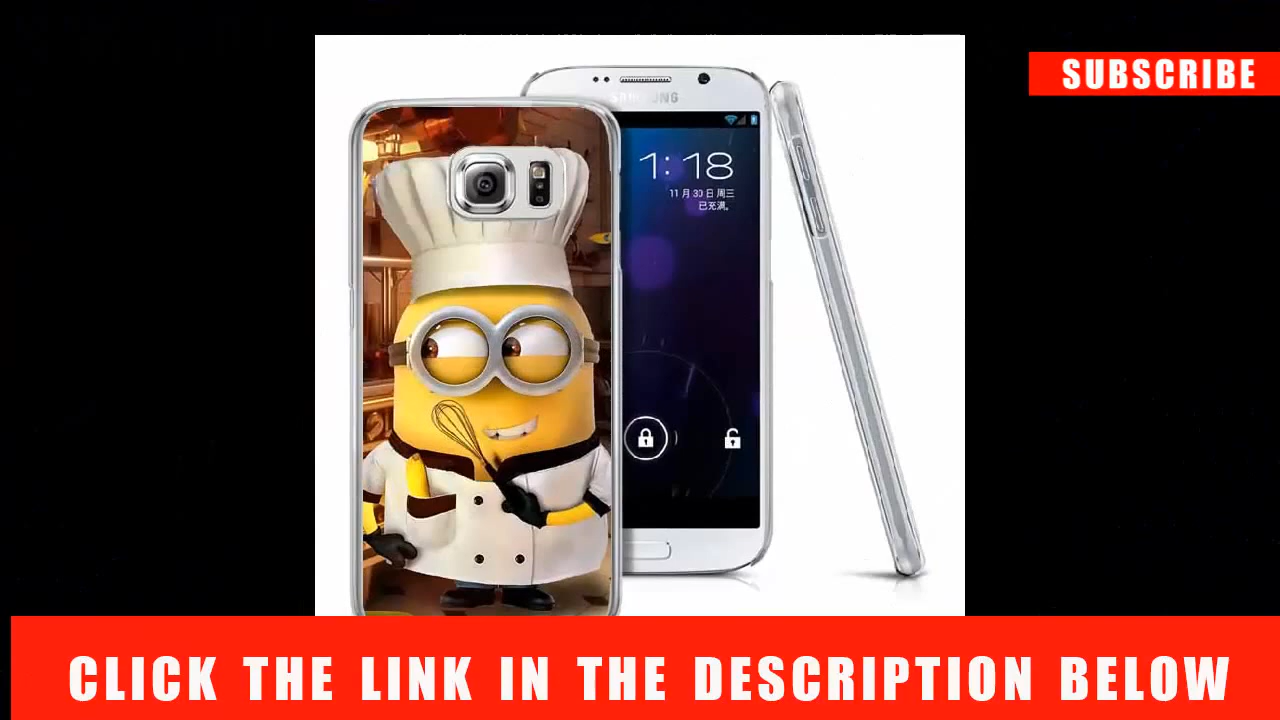 SUBSCRIBE
SAMSUNG
1:18
11月30日周三
已充满。
CLICK THE LINK IN THE DESCRIPTION BELOW